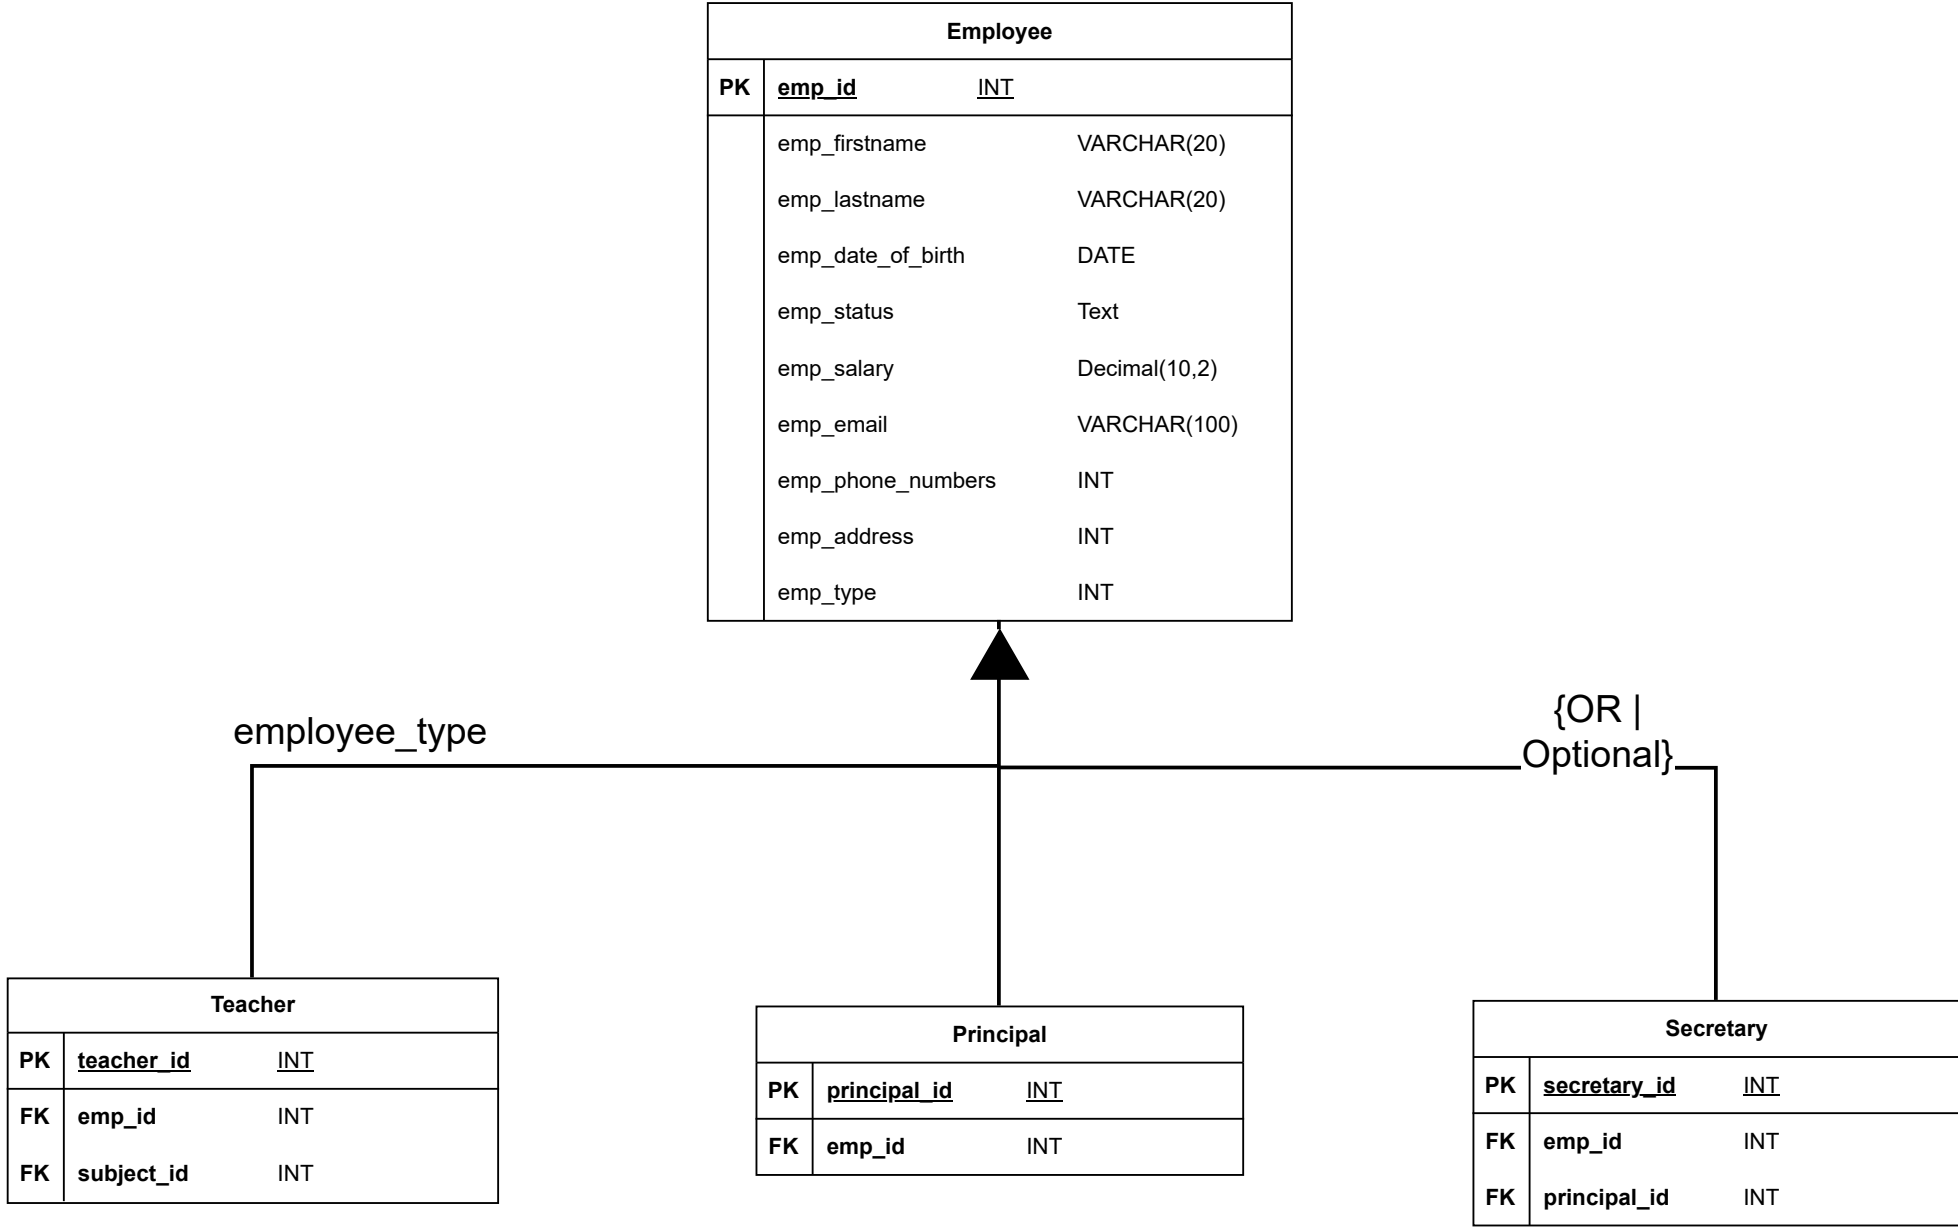 Employee
PK emp_id INT
emp_firstname VARCHAR(20)
emp_lastname VARCHAR(20)
emp_date_of_birth DATE
emp_status Text
emp_salary Decimal(10,2)
emp_email VARCHAR(100)
emp_phone_numbers INT
emp_address INT
emp_type INT
employee_type
{OR |
Optional}
Teacher
PK teacher_id INT
FK emp_id INT
FK subject_id INT
Principal
PK principal_id INT
FK emp_id INT
Secretary
PK secretary_id INT
FK emp_id INT
FK principal_id INT